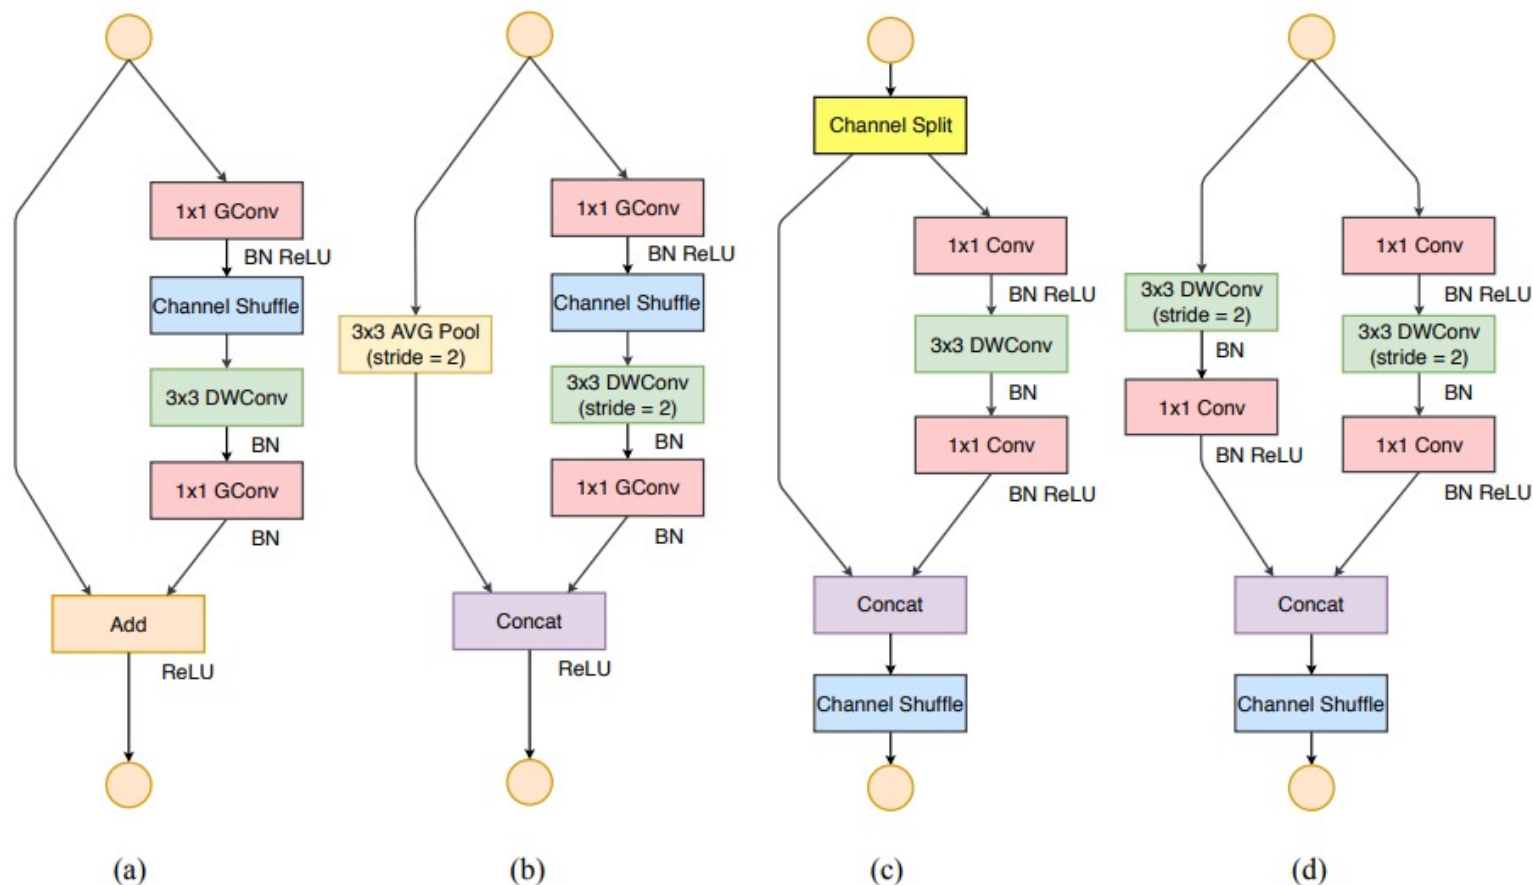 1x1 GConv
BN ReLU
Channel Shuffle
3x3 DWConv
BN
1x1 GConv
BN
Add
ReLU
(a)
1x1 GConv
BN ReLU
Channel Shuffle
3x3 AVG Pool
(stride = 2)
3x3 DWConv
(stride = 2)
BN
1x1 GConv
BN
Concat
ReLU
(b)
Channel Split
1x1 Conv
BN ReLU
3x3 DWConv
BN
1x1 Conv
BN ReLU
Concat
Channel Shuffle
(c)
3x3 DWConv
(stride = 2)
BN
1x1 Conv
BN ReLU
1x1 Conv
BN ReLU
3x3 DWConv
(stride = 2)
BN
1x1 Conv
BN ReLU
Concat
Channel Shuffle
(d)